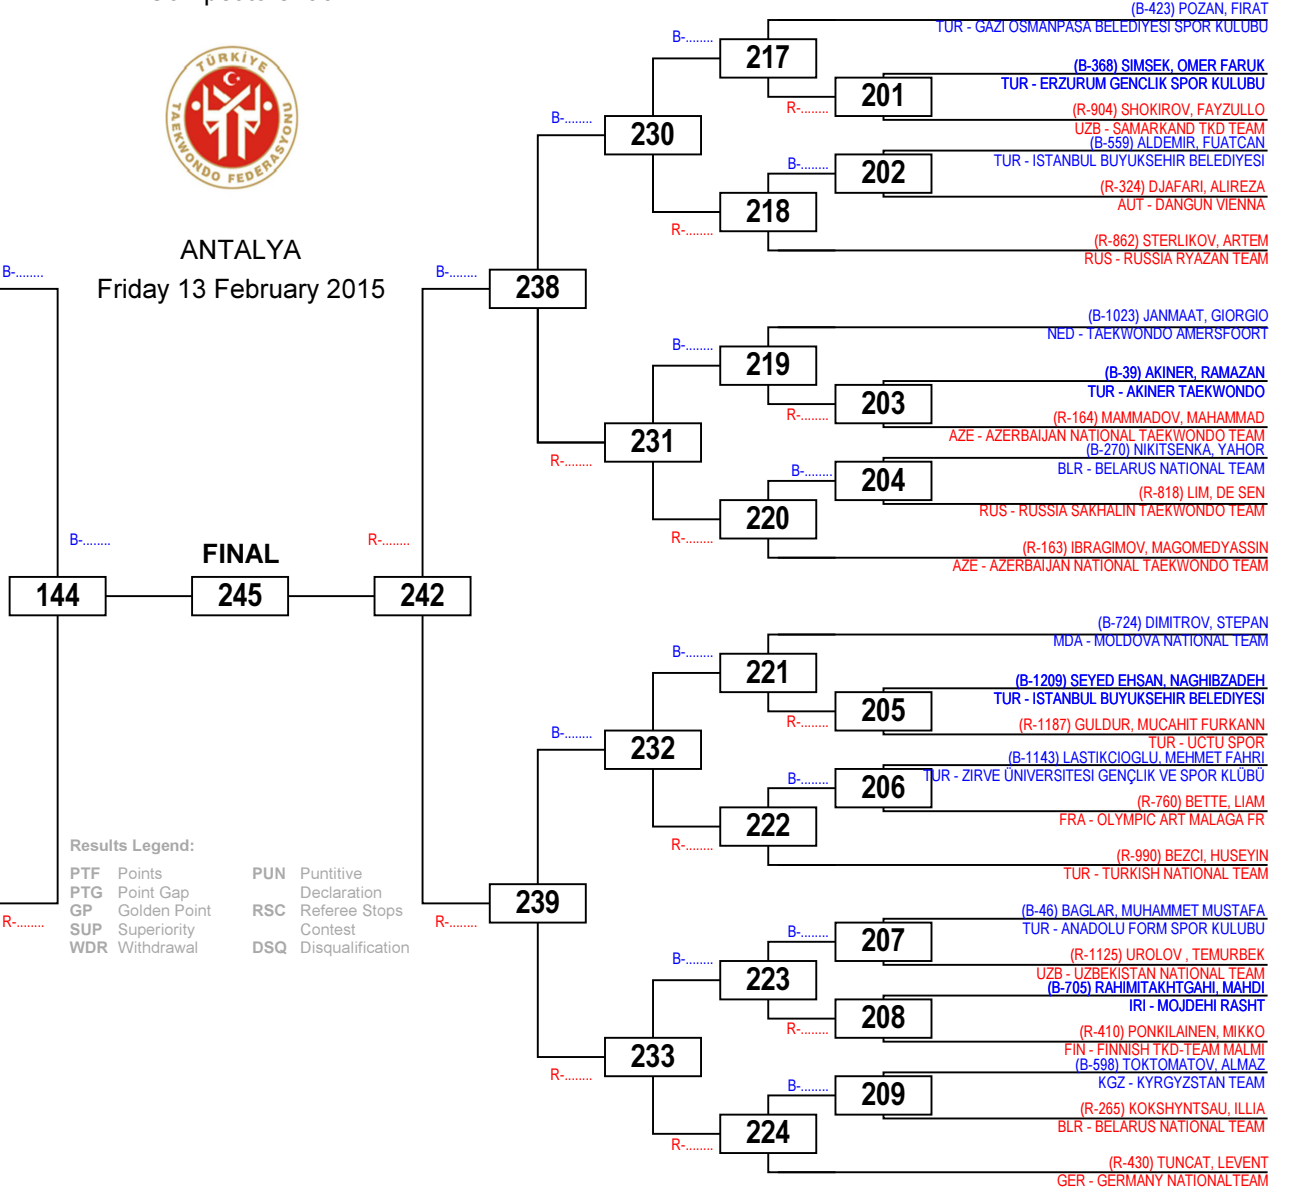 TÜRKİYE
TAEKWONDO FEDERASYONU
ANTALYA
Friday 13 February 2015
B-........
R-........
B-........
144
FINAL
245
R-........
242
B-........
R-........
238
239
B-........
230
R-........
231
B-........
232
R-........
233
B-........
217
R-........
201
(B-423) POZAN, FIRAT
TUR - GAZI OSMANPASA BELEDIYESI SPOR KULUBU
(B-368) SIMSEK, OMER FARUK
TUR - ERZURUM GENCLIK SPOR KULUBU
(R-904) SHOKIROV, FAYZULLO
UZB - SAMARKAND TKD TEAM
(B-559) ALDEMIR, FUATCAN
TUR - ISTANBUL BUYUKSEHIR BELEDIYESI
B-........
202
R-........
218
(R-324) DJAFARI, ALIREZA
AUT - DANGUN VIENNA
(R-862) STERLIKOV, ARTEM
RUS - RUSSIA RYAZAN TEAM
(B-1023) JANMAAT, GIORGIO
NED - TAEKWONDO AMERSFOORT
B-........
219
R-........
203
(B-39) AKINER, RAMAZAN
TUR - AKINER TAEKWONDO
(R-164) MAMMADOV, MAHAMMAD
AZE - AZERBAIJAN NATIONAL TAEKWONDO TEAM
(B-270) NIKITSENKA, YAHOR
BLR - BELARUS NATIONAL TEAM
B-........
204
R-........
220
(R-818) LIM, DE SEN
RUS - RUSSIA SAKHALIN TAEKWONDO TEAM
(R-163) IBRAGIMOV, MAGOMEDYASSIN
AZE - AZERBAIJAN NATIONAL TAEKWONDO TEAM
(B-724) DIMITROV, STEPAN
MDA - MOLDOVA NATIONAL TEAM
B-........
221
R-........
205
(B-1209) SEYED EHSAN, NAGHIBZADEH
TUR - ISTANBUL BUYUKSEHIR BELEDIYESI
(R-1187) GULDUR, MUCAHIT FURKANN
TUR - UCTU SPOR
(B-1143) LASTIKCIOGLU, MEHMET FAHRI
TUR - ZIRVE ÜNIVERSITESI GENÇLIK VE SPOR KLÜBÜ
B-........
206
R-........
222
(R-760) BETTE, LIAM
FRA - OLYMPIC ART MALAGA FR
(R-990) BEZCI, HUSEYIN
TUR - TURKISH NATIONAL TEAM
(B-46) BAGLAR, MUHAMMET MUSTAFA
TUR - ANADOLU FORM SPOR KULUBU
B-........
207
B-........
223
(R-1125) UROLOV , TEMURBEK
UZB - UZBEKISTAN NATIONAL TEAM
(B-705) RAHIMITAKHTGAHI, MAHDI
IRI - MOJDEHI RASHT
R-........
208
(R-410) PONKILAINEN, MIKKO
FIN - FINNISH TKD-TEAM MALMI
(B-598) TOKTOMATOV, ALMAZ
KGZ - KYRGYZSTAN TEAM
B-........
209
R-........
224
(R-265) KOKSHYNTSAU, ILLIA
BLR - BELARUS NATIONAL TEAM
(R-430) TUNCAT, LEVENT
GER - GERMANY NATIONALTEAM
Results Legend:
PTF Points
PTG Point Gap
GP Golden Point
SUP Superiority
WDR Withdrawal
PUN Puntitive
Declaration
RSC Referee Stops
Contest
DSQ Disqualification